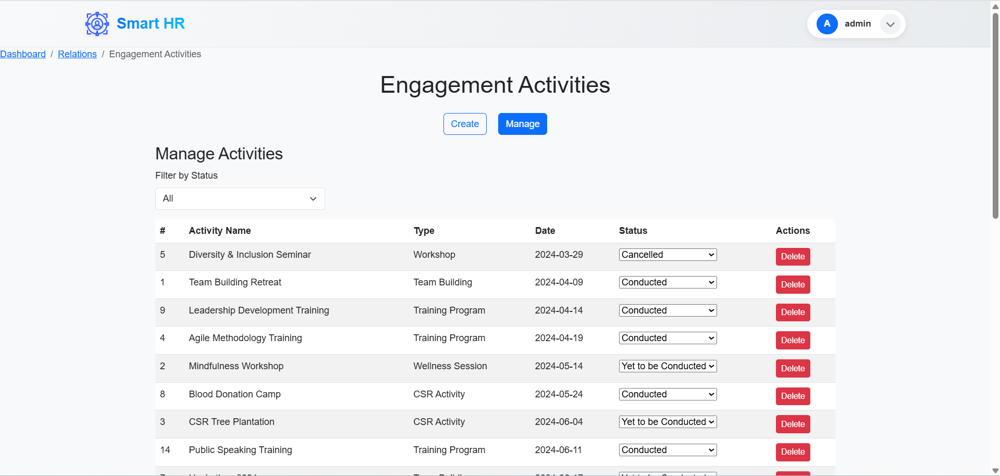 Smart HR
A admin
Dashboard / Relations / Engagement Activities
Engagement Activities
Create Manage
Manage Activities
Filter by Status
All
# Activity Name Type Date Status Actions
5 Diversity & Inclusion Seminar Workshop 2024-03-29 Cancelled Delete
1 Team Building Retreat Team Building 2024-04-09 Conducted Delete
9 Leadership Development Training Training Program 2024-04-14 Conducted Delete
4 Agile Methodology Training Training Program 2024-04-19 Conducted Delete
2 Mindfulness Workshop Wellness Session 2024-05-14 Yet to be Conducted Delete
8 Blood Donation Camp CSR Activity 2024-05-24 Conducted Delete
3 CSR Tree Plantation CSR Activity 2024-06-04 Yet to be Conducted Delete
14 Public Speaking Training Training Program 2024-06-11 Conducted Delete